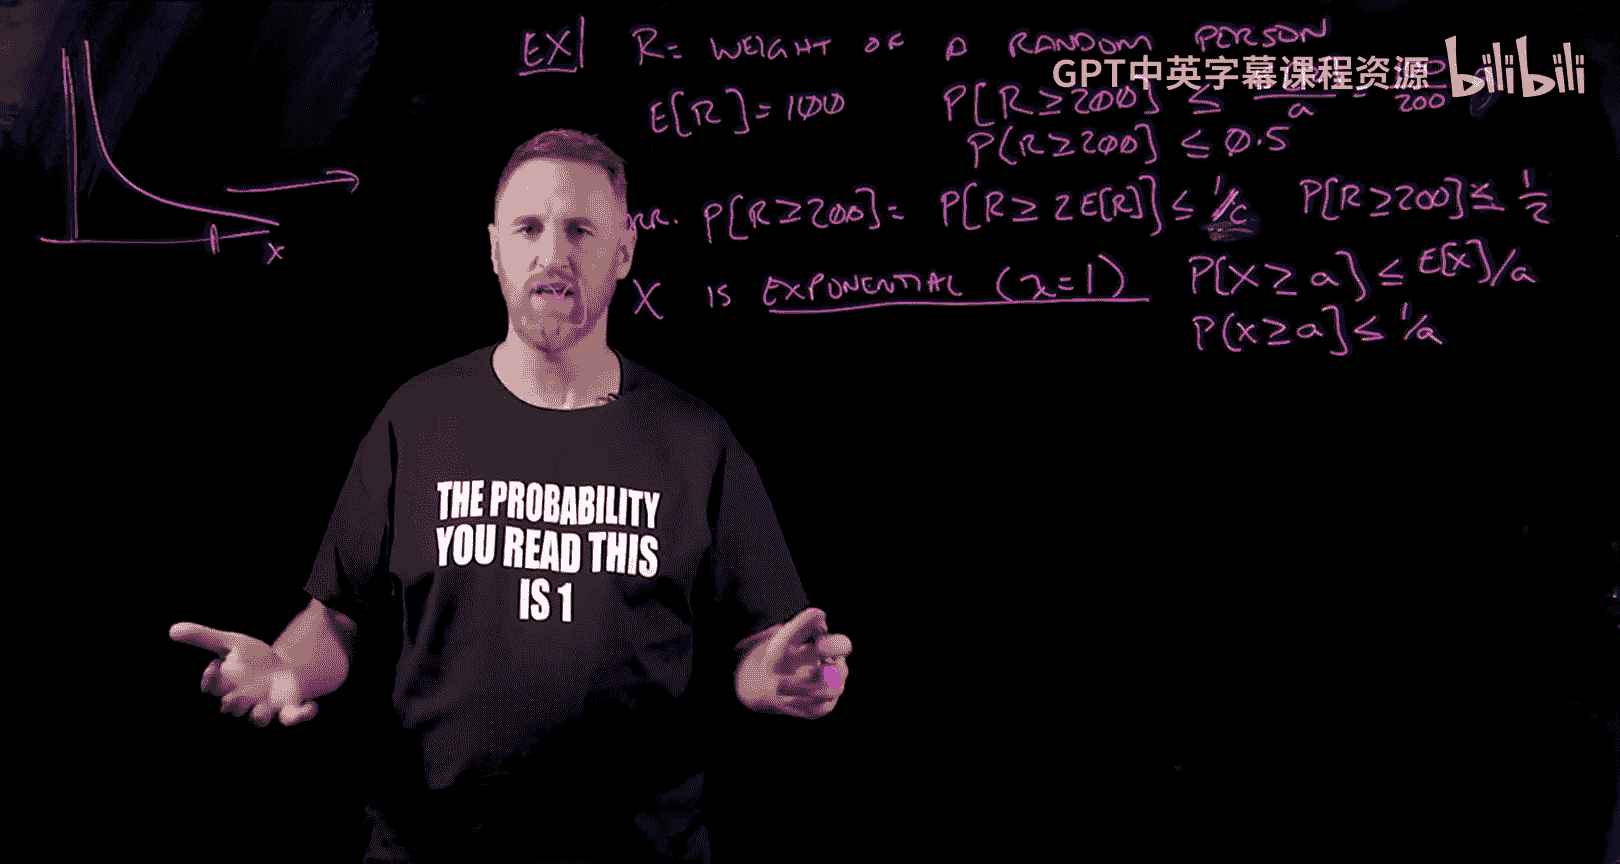 EX| R = WEIGHT OF A RANDOM PERSON
GPT中英字幕课程资源 bilibili
E[R] = 100 P[R ≥ 200] ≤ a 200
P[R ≥ 200] ≤ 0.5
RR. P[R ≥ 200] = P[R ≥ 2E[R]] ≤ 1/c P[R ≥ 200] ≤ 1/2
X IS EXPONENTIAL (λ=1) P[X ≥ a] ≤ E[X]/a
P[X ≥ a] ≤ 1/a
X
THE PROBABILITY
YOU READ THIS
IS 1